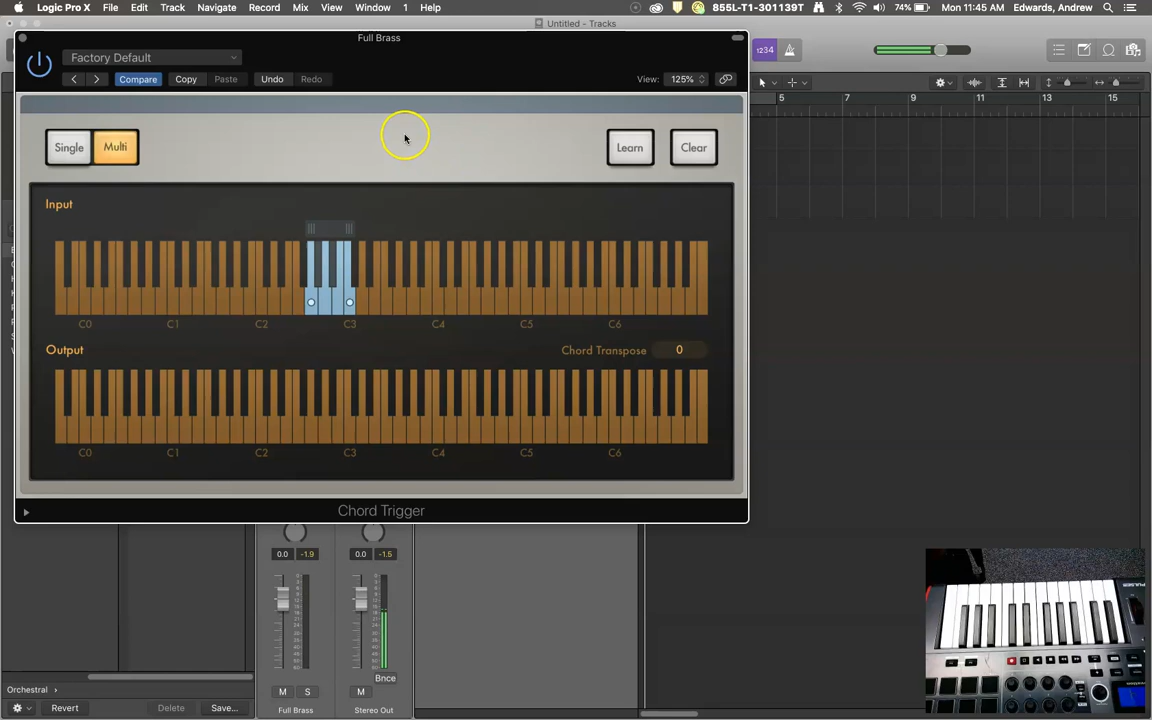 Logic Pro X File Edit Track Navigate Record Mix View Window 1 Help
855L-T1-301139T 74% Mon 11:45 AM Edwards, Andrew
Untitled - Tracks
Full Brass
Factory Default
1234
Compare Copy Paste Undo Redo View: 125%
5 7 9 11 13 15
Single Multi Learn Clear
Input
C0 C1 C2 C3 C4 C5 C6
Output Chord Transpose 0
C0 C1 C2 C3 C4 C5 C6
Chord Trigger
0.0 -1.9 0.0 -1.5
Bnce
Orchestral
M S M
Revert Delete Save...
Full Brass Stereo Out